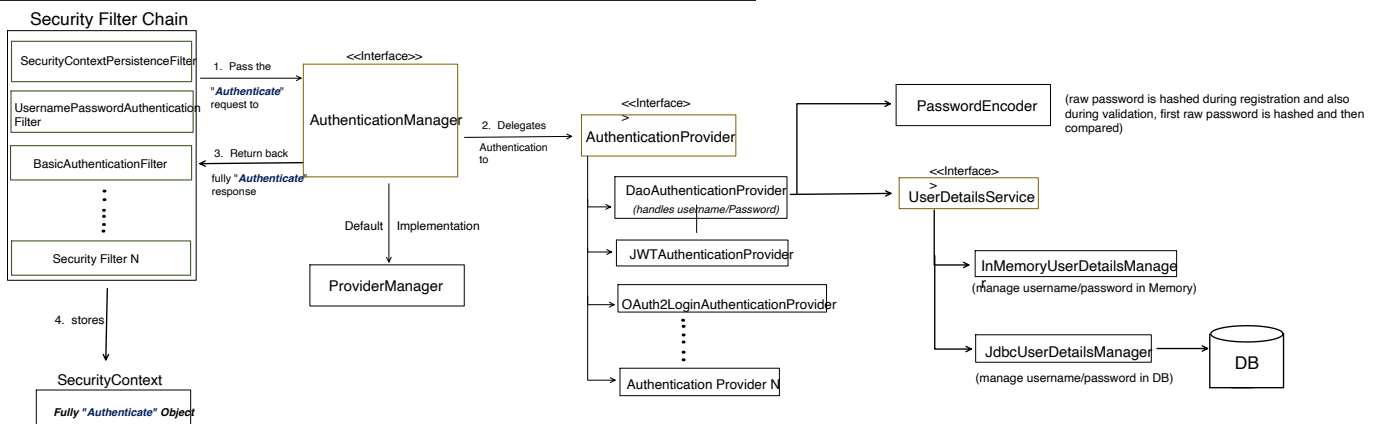 Security Filter Chain
SecurityContextPersistenceFilter
UsernamePasswordAuthentication
Filter
BasicAuthenticationFilter
Security Filter N
4. stores
SecurityContext
Fully "Authenticate" Object
1. Pass the
"Authenticate"
request to
3. Return back
fully "Authenticate"
response
<<Interface>>
AuthenticationManager
Default Implementation
ProviderManager
2. Delegates
Authentication
to
<<Interface>
>
AuthenticationProvider
DaoAuthenticationProvider
(handles username/Password)
JWTAuthenticationProvider
OAuth2LoginAuthenticationProvider
Authentication Provider N
PasswordEncoder
(raw password is hashed during registration and also
during validation, first raw password is hashed and then
compared)
<<Interface>
>
UserDetailsService
InMemoryUserDetailsManage
r
(manage username/password in Memory)
JdbcUserDetailsManager
(manage username/password in DB)
DB